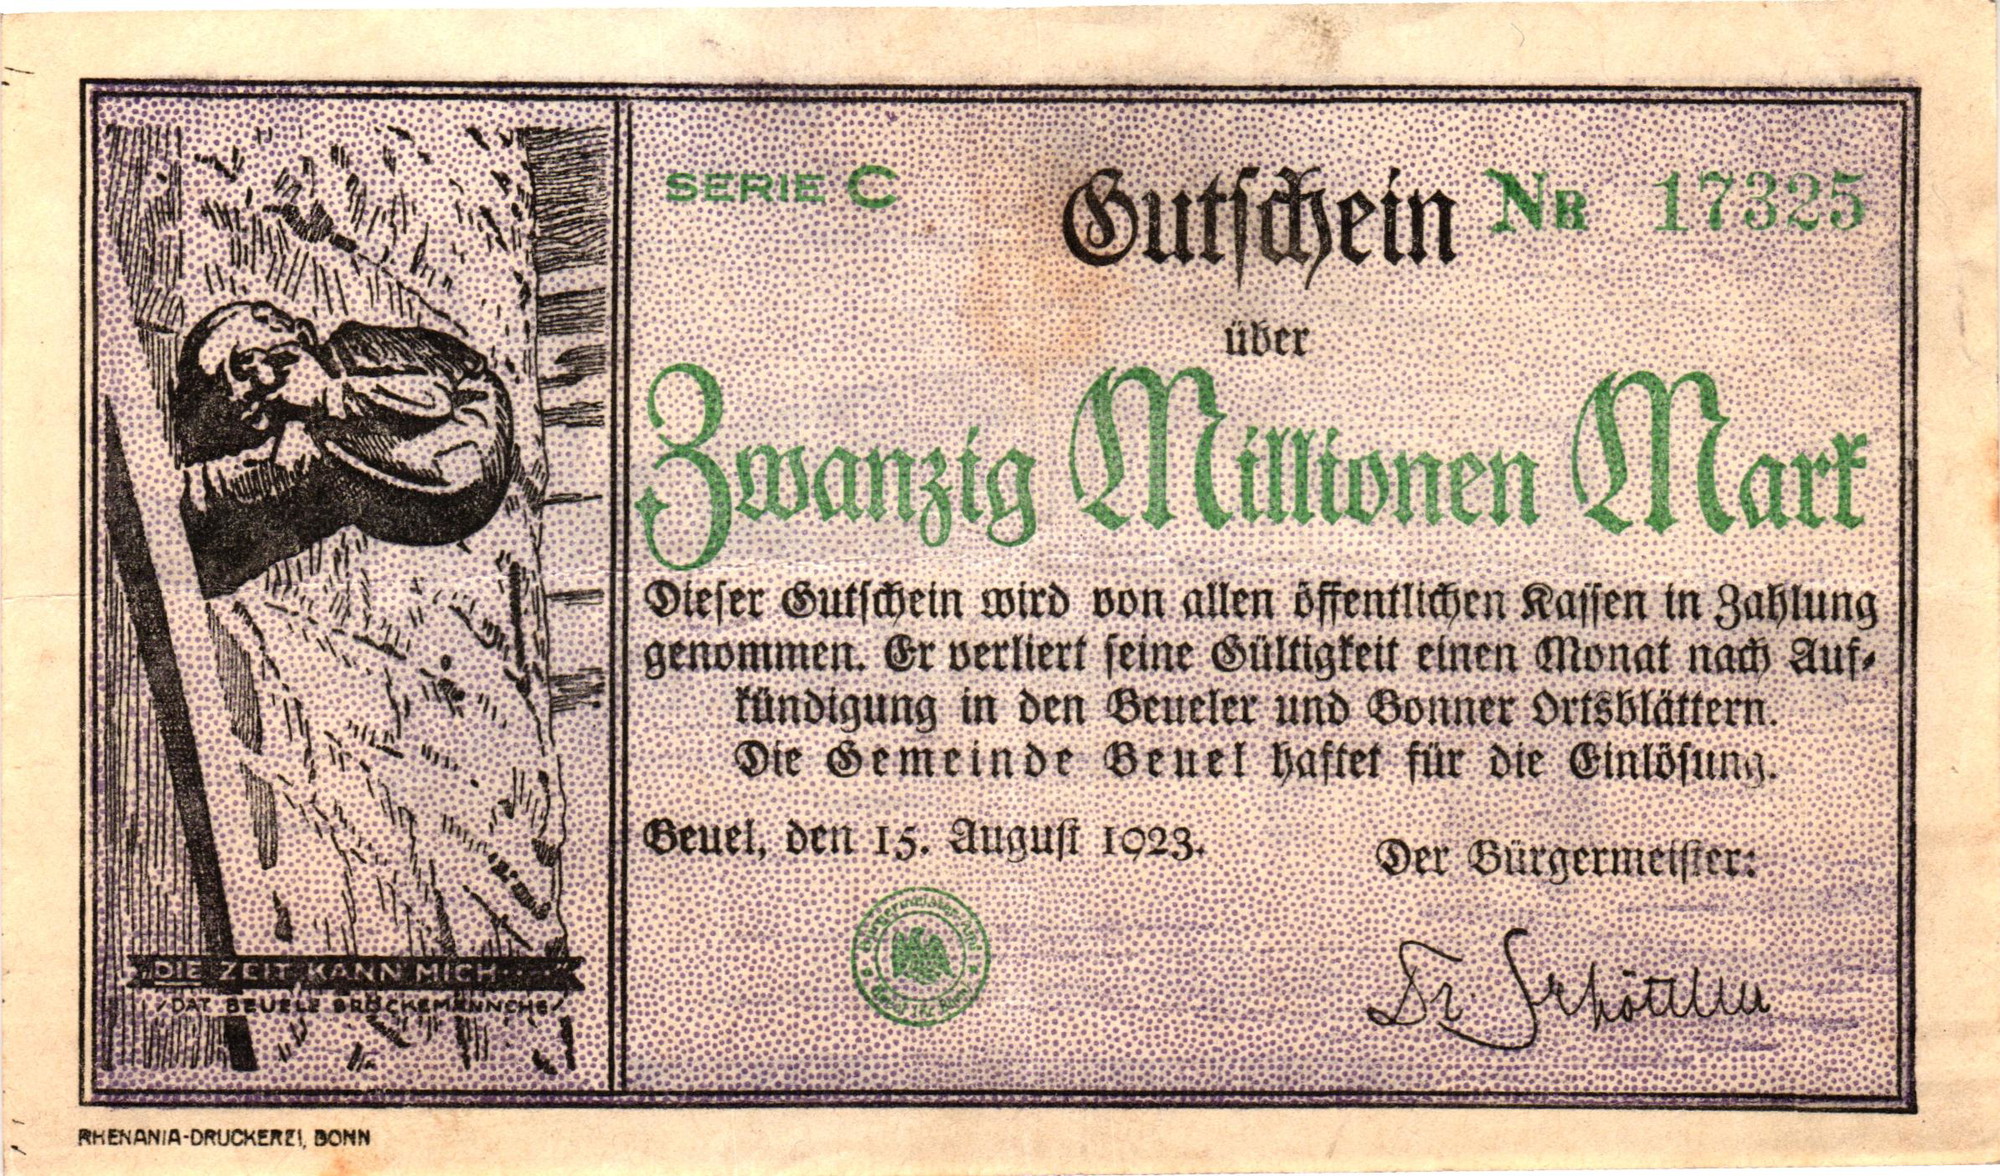 SERIE C
Gutschein
Nr 17325
über
Zwanzig Millionen Mark
Dieser Gutschein wird von allen öffentlichen Kassen in Zahlung
genommen. Er verliert seine Gültigkeit einen Monat nach Auf-
kündigung in den Beueler und Bonner Ortsblättern.
Die Gemeinde Beuel haftet für die Einlösung.
Beuel, den 15. August 1923.
Der Bürgermeister:
DIE ZEIT KANN MICH....
/DAT BEUELE BRÖCKEMÄNNCHE/
RHENANIA-DRUCKEREI, BONN